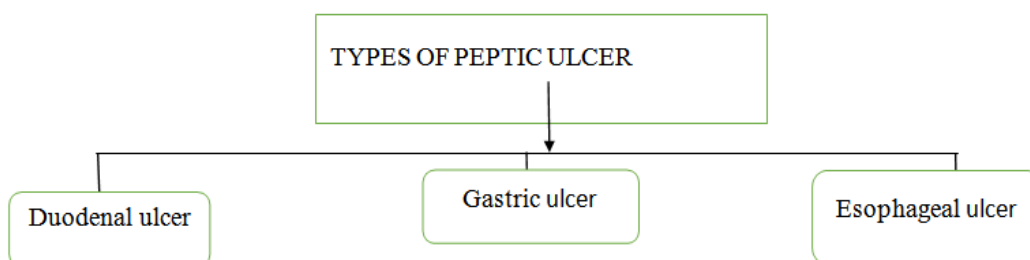 TYPES OF PEPTIC ULCER
Duodenal ulcer
Gastric ulcer
Esophageal ulcer